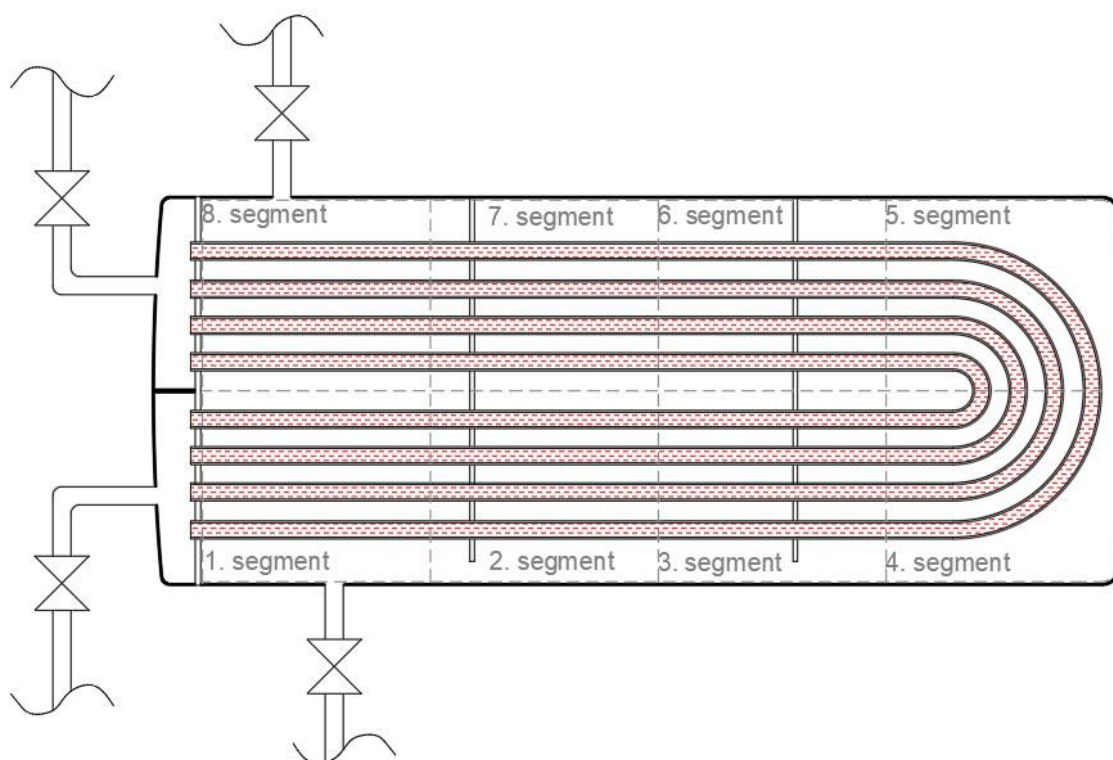 8. segment
7. segment
6. segment
5. segment
1. segment
2. segment
3. segment
4. segment